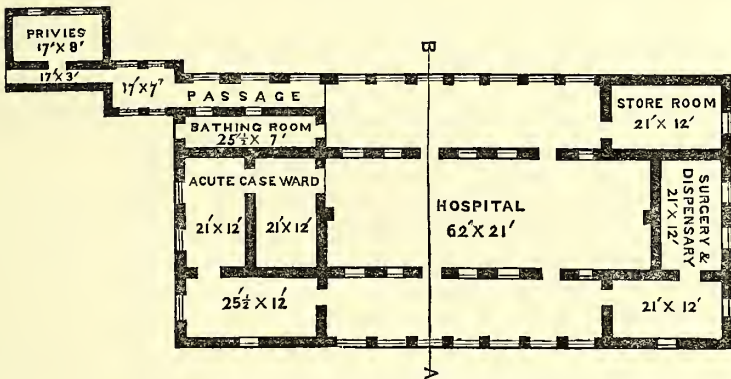 PRIVIES
17' X 8'
17' X 3'
17' X 7'
PASSAGE
B
STORE ROOM
21' X 12'
BATHING ROOM
25½' X 7'
ACUTE CASE WARD
21' X 12'
21' X 12'
HOSPITAL
62" X 21'
SURGERY &
DISPENSARY
21' X 12'
25½' X 12'
21' X 12'
A